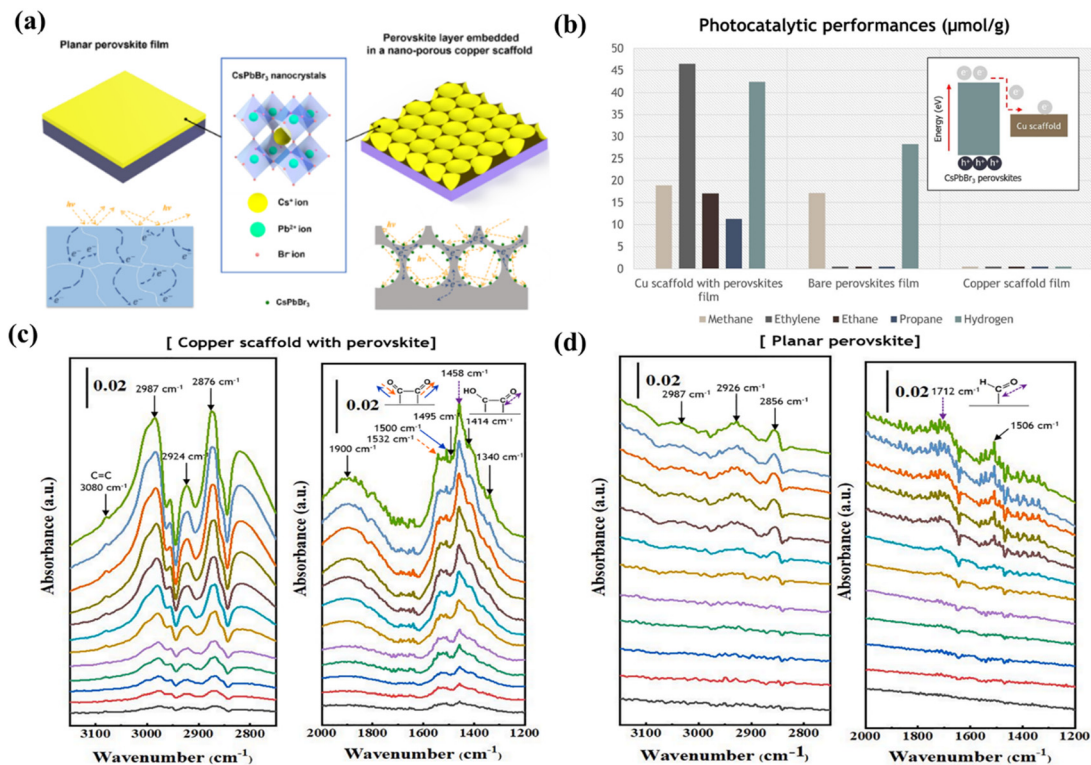 (a)
Planar perovskite film
Perovskite layer embedded
in a nano-porous copper scaffold
CsPbBr₃ nanocrystals
Cs⁺ ion
Pb²⁺ ion
Br⁻ ion
CsPbBr₃
hv
hv
e⁻
e⁻
e⁻
e⁻
e⁻
(b)
Photocatalytic performances (μmol/g)
50
45
40
35
30
25
20
15
10
5
0
Energy (eV)
e⁻ e⁻
e⁻
e⁻
Cu scaffold
h⁺ h⁺ h⁺
CsPbBr₃ perovskites
Cu scaffold with perovskites film
Bare perovskites film
Copper scaffold film
Methane Ethylene Ethane Propane Hydrogen
(c)
[ Copper scaffold with perovskite]
0.02
2987 cm⁻¹
2876 cm⁻¹
2924 cm⁻¹
C=C
3080 cm⁻¹
Absorbance (a.u.)
3100 3000 2900 2800
Wavenumber (cm⁻¹)
0.02
O O
HO O
1458 cm⁻¹
1495 cm⁻¹
1500 cm⁻¹
1532 cm⁻¹
1414 cm⁻¹
1900 cm⁻¹
1340 cm⁻¹
Absorbance (a.u.)
2000 1800 1600 1400 1200
Wavenumber (cm⁻¹)
(d)
[ Planar perovskite]
0.02
2987 cm⁻¹
2926 cm⁻¹
2856 cm⁻¹
Absorbance (a.u.)
3100 3000 2900 2800
Wavenumber (cm⁻¹)
0.02
1712 cm⁻¹
H C O
1506 cm⁻¹
Absorbance (a.u.)
2000 1800 1600 1400 1200
Wavenumber (cm⁻¹)